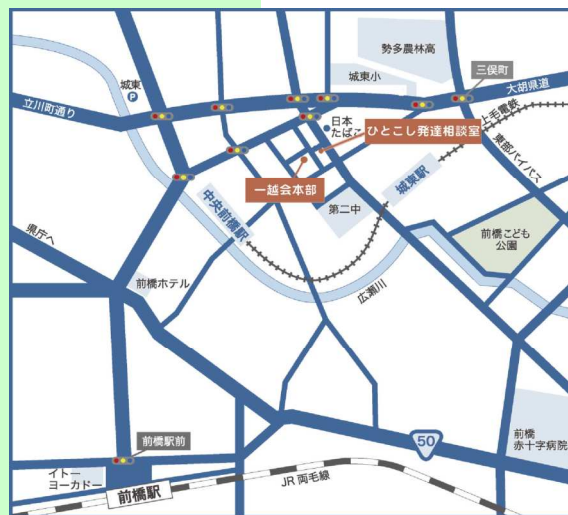 勢多農林高
三俣町
城東小
大胡県道
城東
P
立川町通り
上毛電鉄
日本
たばこ
ひとこし発達相談室
東部バイパス
一越会本部
城東駅
中央前橋駅
第二中
県庁へ
前橋こども
公園
前橋ホテル
広瀬川
50
前橋
赤十字病院
前橋駅前
イトー
ヨーカドー
前橋駅
JR 両毛線